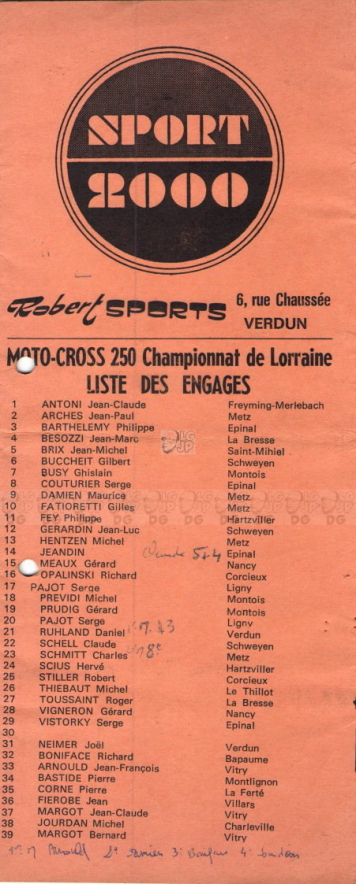 SPORT
2000
Robert SPORTS 6, rue Chaussée
VERDUN
MOTO-CROSS 250 Championnat de Lorraine
LISTE DES ENGAGES
1 ANTONI Jean-Claude Freyming-Merlebach
2 ARCHES Jean-Paul Metz
3 BARTHELEMY Philippe Epinal
4 BESOZZI Jean-Marc La Bresse
5 BRIX Jean-Michel Saint-Mihiel
6 BUCCHEIT Gilbert Schweyen
7 BUSY Ghislain Montois
8 COUTURIER Serge Epinal
9 DAMIEN Maurice Metz
10 FATIORETTI Gilles Metz
11 FEY Philippe Hartzviller
12 GERARDIN Jean-Luc Schweyen
13 HENTZEN Michel Metz
14 JEANDIN Epinal
15 MEAUX Gérard Nancy
16 OPALINSKI Richard Corcieux
17 PAJOT Serge Ligny
18 PREVIDI Michel Montois
19 PRUDIG Gérard Montois
20 PAJOT Serge Ligny
21 RUHLAND Daniel Verdun
22 SCHELL Claude Schweyen
23 SCHMITT Charles 8e Metz
24 SCIUS Hervé Hartzviller
25 STILLER Robert Corcieux
26 THIEBAUT Michel Le Thillot
27 TOUSSAINT Roger La Bresse
28 VIGNERON Gérard Nancy
29 VISTORKY Serge Epinal
30
31 NEIMER Joël Verdun
32 BONIFACE Richard Bapaume
33 ARNOULD Jean-François Vitry
34 BASTIDE Pierre Montlignon
35 CORNE Pierre La Ferté
36 FIEROBE Jean Villars
37 MARGOT Jean-Claude Vitry
38 JOURDAN Michel Charleville
39 MARGOT Bernard Vitry